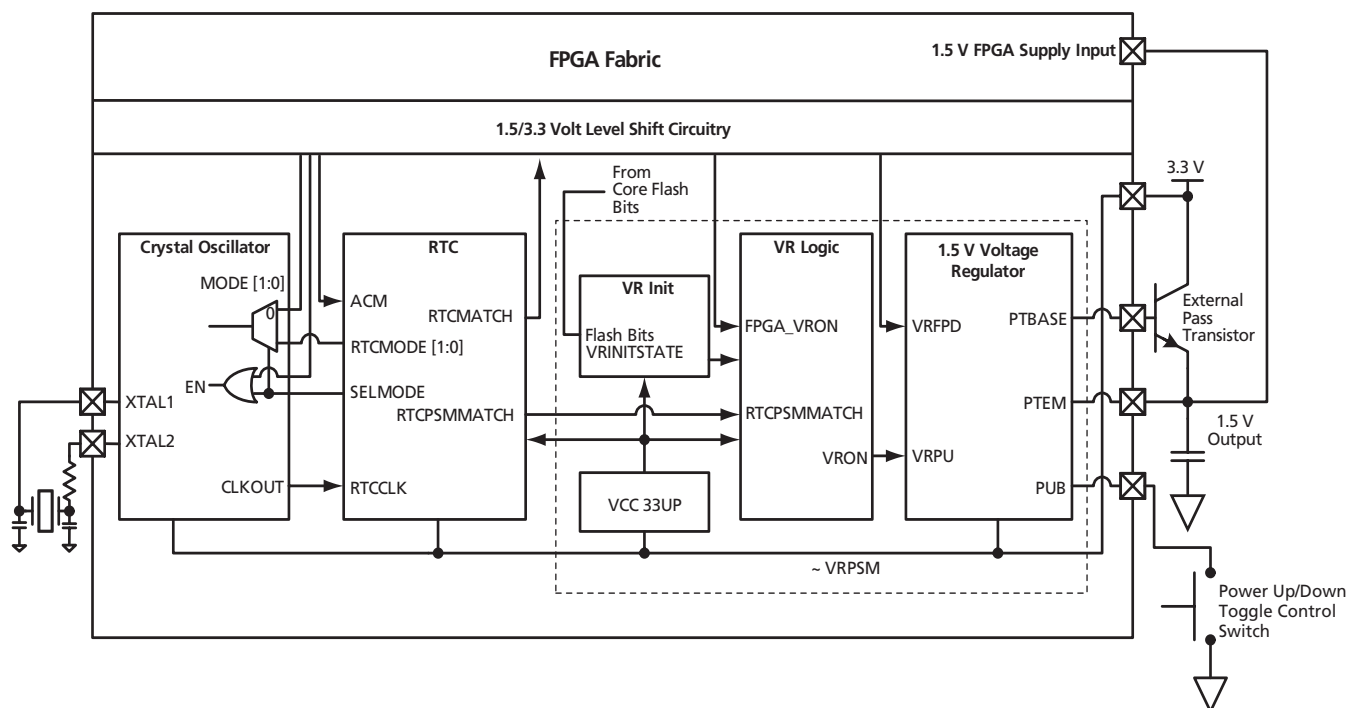 FPGA Fabric
1.5 V FPGA Supply Input
1.5/3.3 Volt Level Shift Circuitry
From
Core Flash
Bits
3.3 V
Crystal Oscillator
MODE [1:0]
0
EN
XTAL1
XTAL2
CLKOUT
RTC
ACM
RTCMATCH
RTCMODE [1:0]
SELMODE
RTCPSMMATCH
RTCCLK
VR Init
Flash Bits
VRINITSTATE
VCC 33UP
VR Logic
FPGA_VRON
RTCPSMMATCH
VRON
1.5 V Voltage
Regulator
VRFPD
PTBASE
PTEM
VRPU
PUB
External
Pass
Transistor
1.5 V
Output
~ VRPSM
Power Up/Down
Toggle Control
Switch